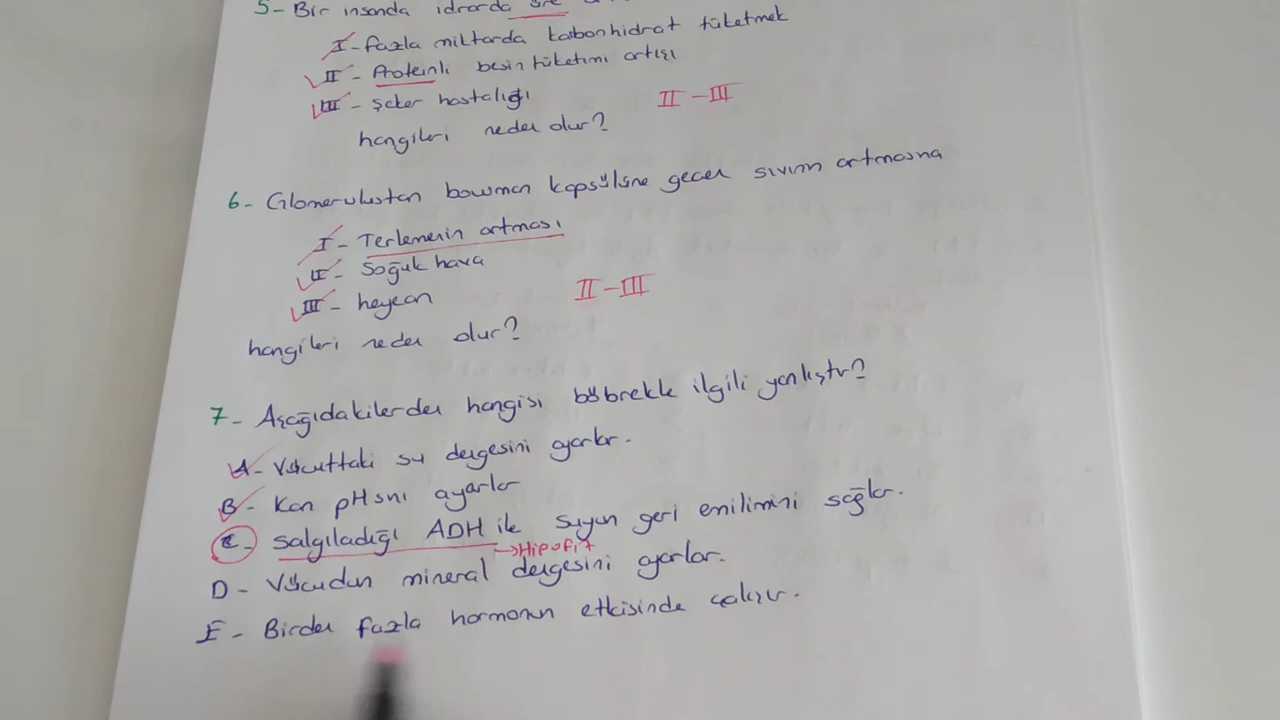 5- Bir insanda idrarda üre
I- fazla miktarda karbonhidrat tüketmek
II- Proteinli besin tüketimi artışı
III- Şeker hastalığı II-III
hangileri neden olur?
6- Glomerulustan bowman kapsülüne geçen sıvının artmasına
I- Terlemenin artması
II- Soğuk hava
III- heyecan II-III
hangileri neden olur?
7- Aşağıdakilerden hangisi böbrekle ilgili yanlıştır?
A- Vücuttaki su dengesini ayarlar.
B- Kan pHsını ayarlar
C- Salgıladığı ADH ile suyun geri emilimini sağlar.
→Hipofit
D- Vücudun mineral dengesini ayarlar.
E- Birden fazla hormonun etkisinde çalışır.